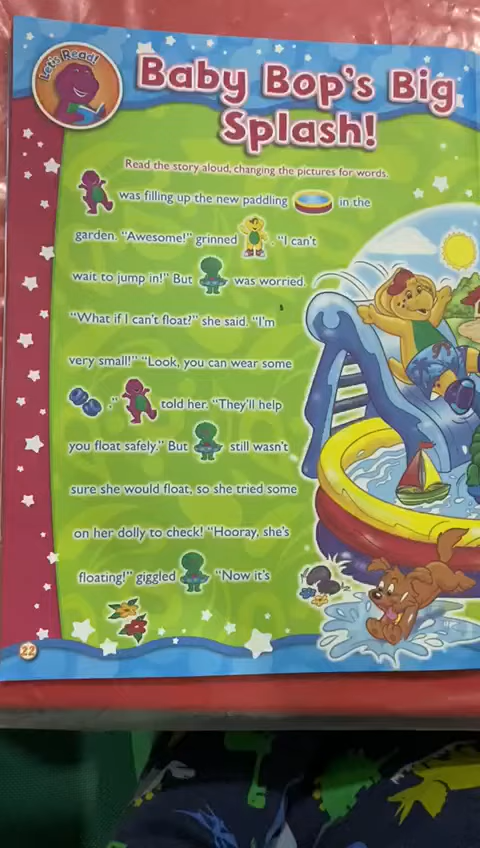 Let's Read!
Baby Bop's Big
Splash!
Read the story aloud, changing the pictures for words.
was filling up the new paddling in the
garden. "Awesome!" grinned . "I can't
wait to jump in!" But was worried.
"What if I can't float?" she said. "I'm
very small!" "Look, you can wear some
," told her. "They'll help
you float safely." But still wasn't
sure she would float, so she tried some
on her dolly to check! "Hooray, she's
floating!" giggled "Now it's
22